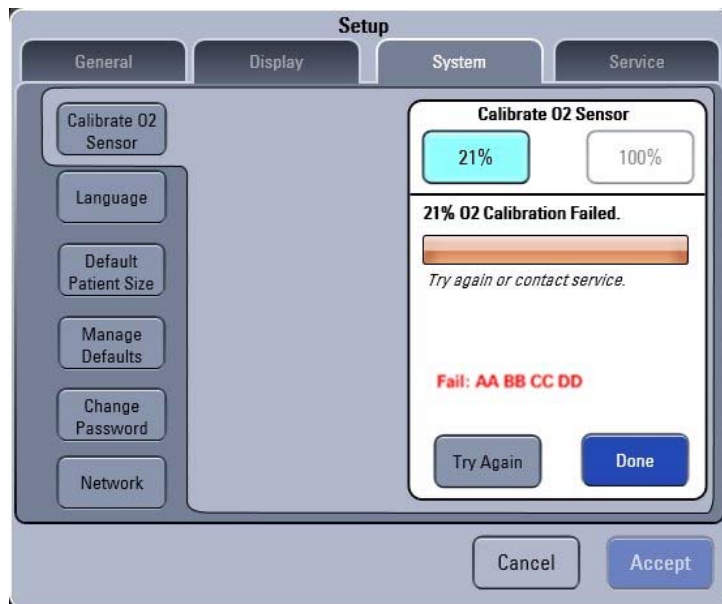 Setup
General
Display
System
Service
Calibrate O2
Sensor
Language
Default
Patient Size
Manage
Defaults
Change
Password
Network
Calibrate O2 Sensor
21%
100%
21% O2 Calibration Failed.
Try again or contact service.
Fail: AA BB CC DD
Try Again
Done
Cancel
Accept